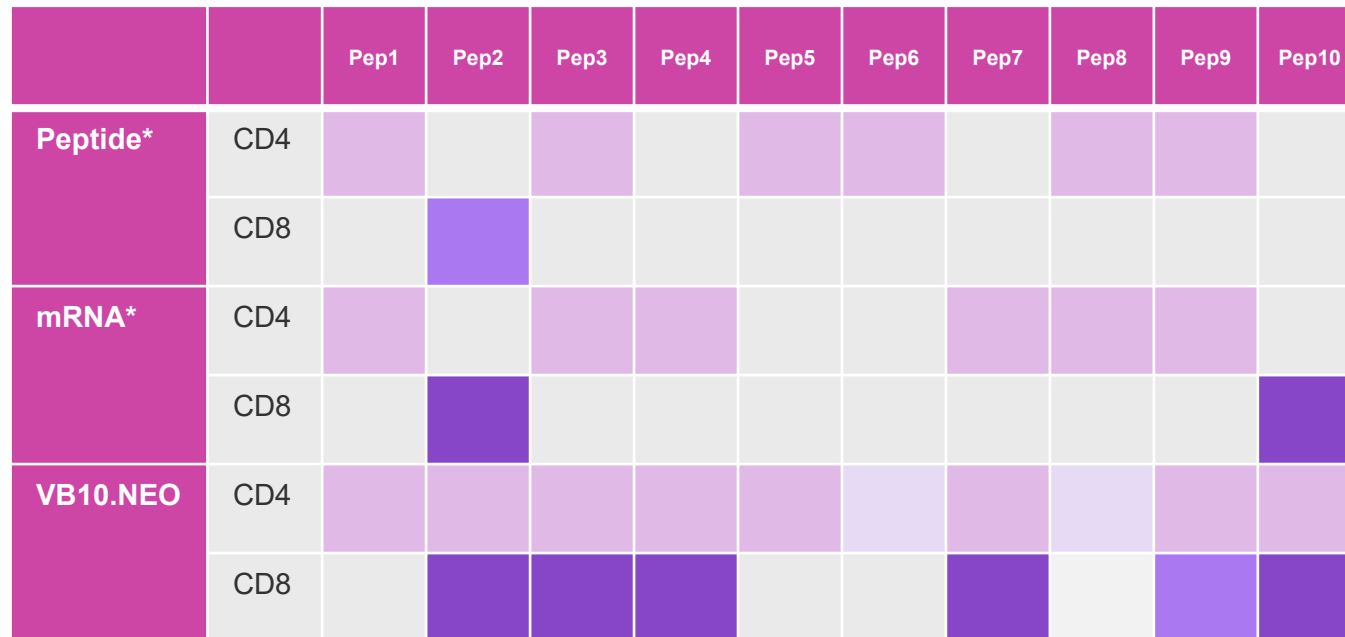 Pep1 Pep2 Pep3 Pep4 Pep5 Pep6 Pep7 Pep8 Pep9 Pep10
Peptide* CD4
CD8
mRNA* CD4
CD8
VB10.NEO CD4
CD8